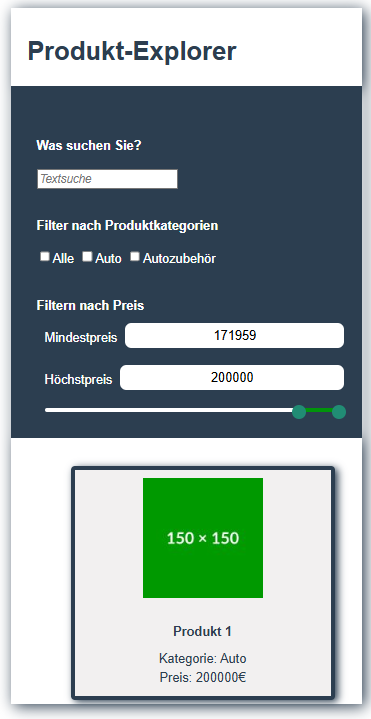 Produkt-Explorer
Was suchen Sie?
Textsuche
Filter nach Produktkategorien
Alle Auto Autozubehör
Filtern nach Preis
Mindestpreis 171959
Höchstpreis 200000
150 × 150
Produkt 1
Kategorie: Auto
Preis: 200000€